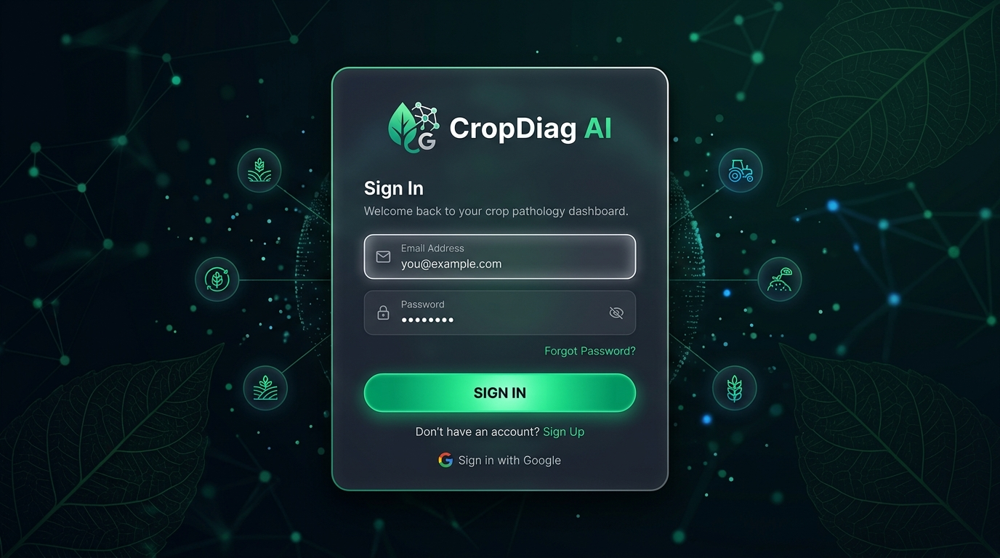 G
CropDiag AI
Sign In
Welcome back to your crop pathology dashboard.
Email Address
you@example.com
Password
••••••••
Forgot Password?
SIGN IN
Don't have an account? Sign Up
Sign in with Google